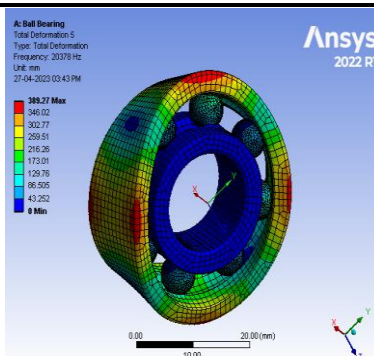 A: Ball Bearing
Total Deformation 5
Type: Total Deformation
Frequency: 20378 Hz
Unit: mm
27-04-2023 03:43 PM
389.27 Max
346.02
302.77
259.51
216.26
173.01
129.76
86.505
43.252
0 Min
Ansys
2022 R
X
Y
0.00
20.00 (mm)
10.00
X
Y
Z